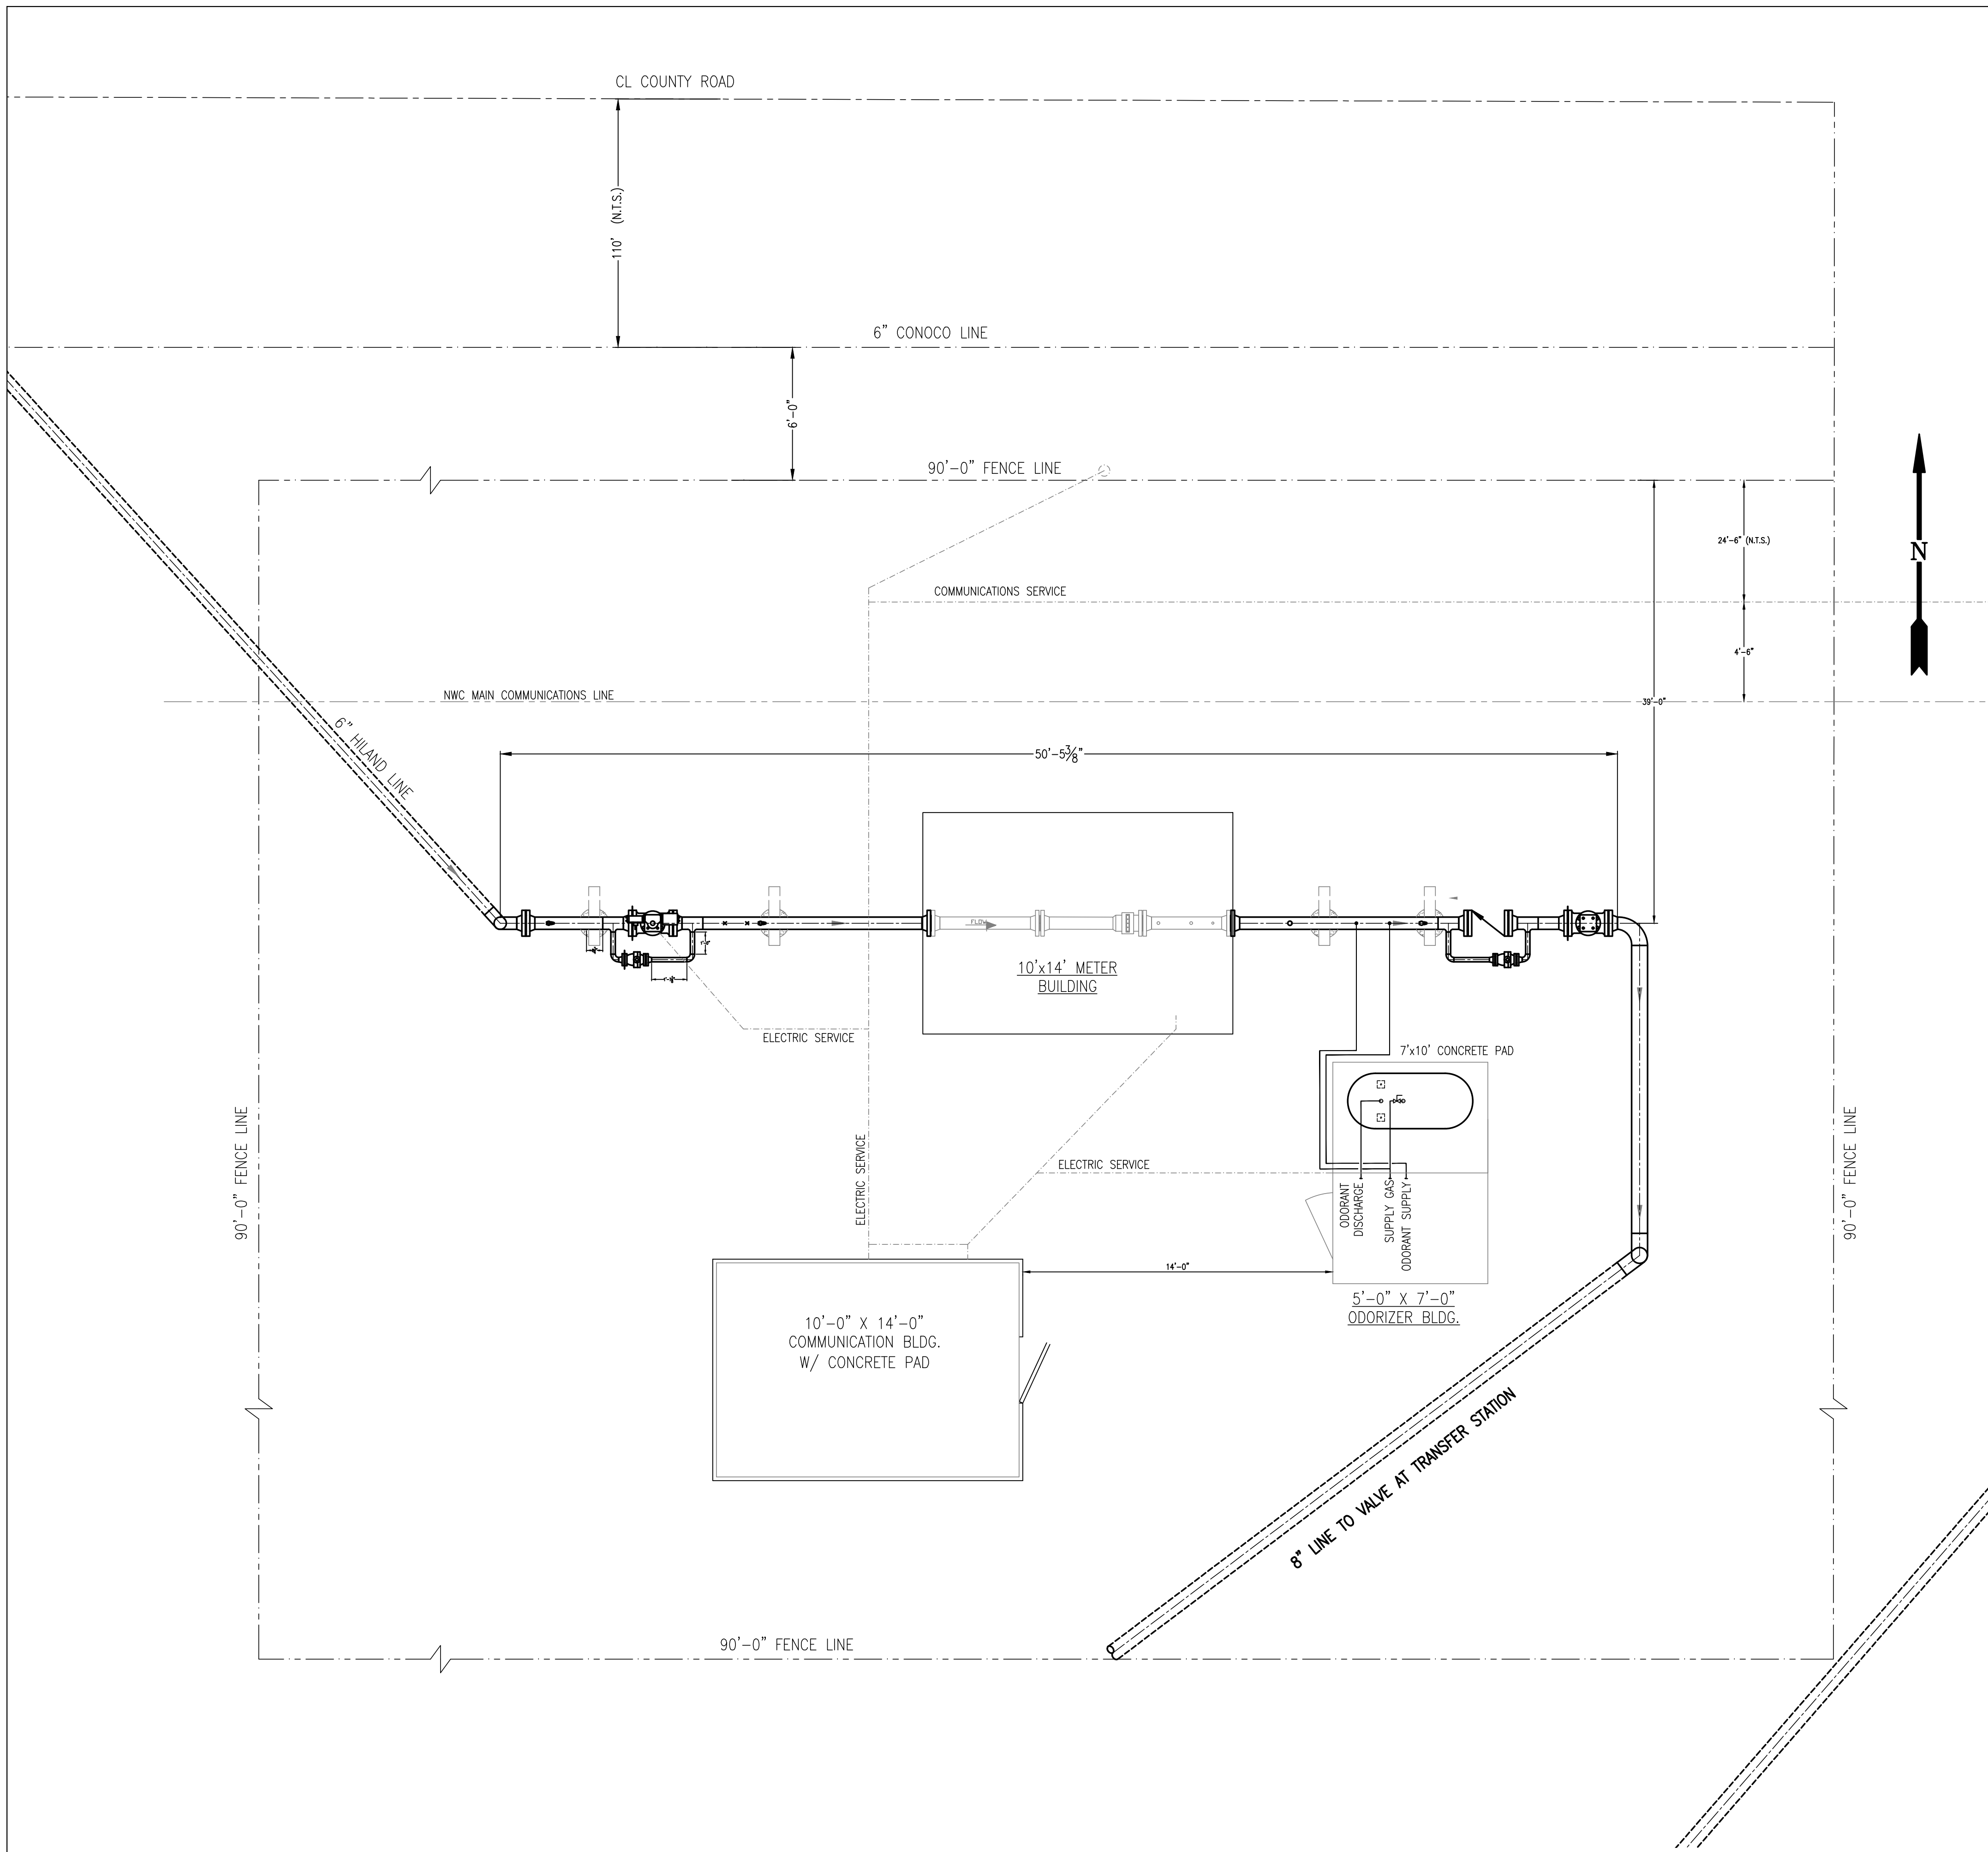 CL COUNTY ROAD
110' (N.T.S.)
6" CONOCO LINE
6'-0"
90'-0" FENCE LINE
24'-6" (N.T.S.)
N
COMMUNICATIONS SERVICE
4'-6"
NWC MAIN COMMUNICATIONS LINE
39'-0"
6" HILAND LINE
50'-5 3/8"
FLOW
10'x14' METER
BUILDING
ELECTRIC SERVICE
7'x10' CONCRETE PAD
90'-0" FENCE LINE
ELECTRIC SERVICE
ELECTRIC SERVICE
ODORANT
DISCHARGE
SUPPLY GAS
ODORANT SUPPLY
90'-0" FENCE LINE
14'-0"
5'-0" X 7'-0"
ODORIZER BLDG.
10'-0" X 14'-0"
COMMUNICATION BLDG.
W/ CONCRETE PAD
8" LINE TO VALVE AT TRANSFER STATION
90'-0" FENCE LINE